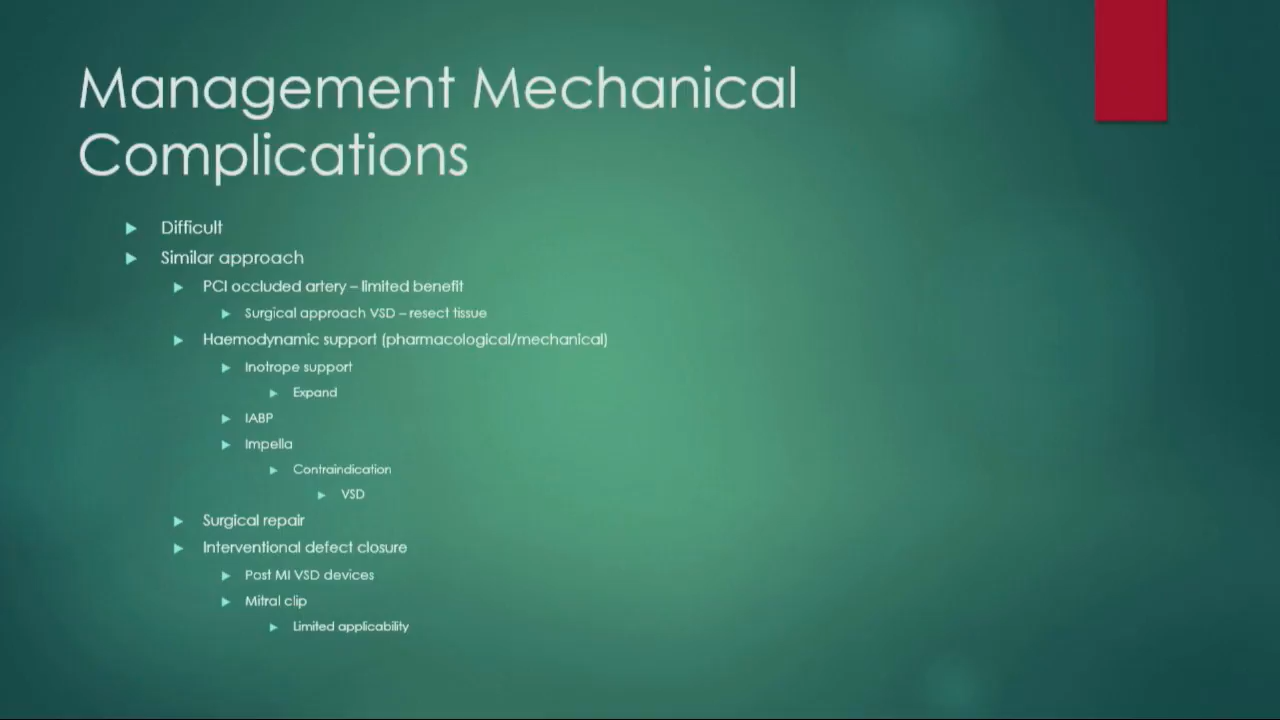 Management Mechanical
Complications
Difficult
Similar approach
PCI occluded artery – limited benefit
Surgical approach VSD – resect tissue
Haemodynamic support (pharmacological/mechanical)
Inotrope support
Expand
IABP
Impella
Contraindication
VSD
Surgical repair
Interventional defect closure
Post MI VSD devices
Mitral clip
Limited applicability